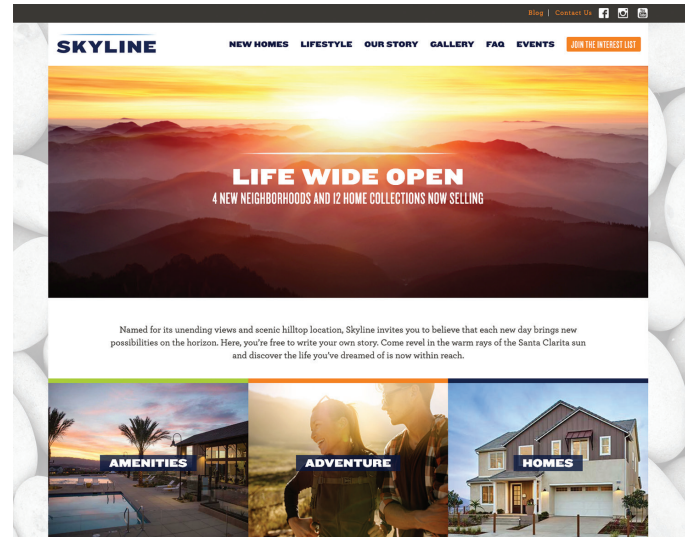 Blog | Contact Us
SKYLINE
NEW HOMES LIFESTYLE OUR STORY GALLERY FAQ EVENTS JOIN THE INTEREST LIST
LIFE WIDE OPEN
4 NEW NEIGHBORHOODS AND 12 HOME COLLECTIONS NOW SELLING
Named for its unending views and scenic hilltop location, Skyline invites you to believe that each new day brings new
possibilities on the horizon. Here, you're free to write your own story. Come revel in the warm rays of the Santa Clarita sun
and discover the life you've dreamed of is now within reach.
AMENITIES ADVENTURE HOMES